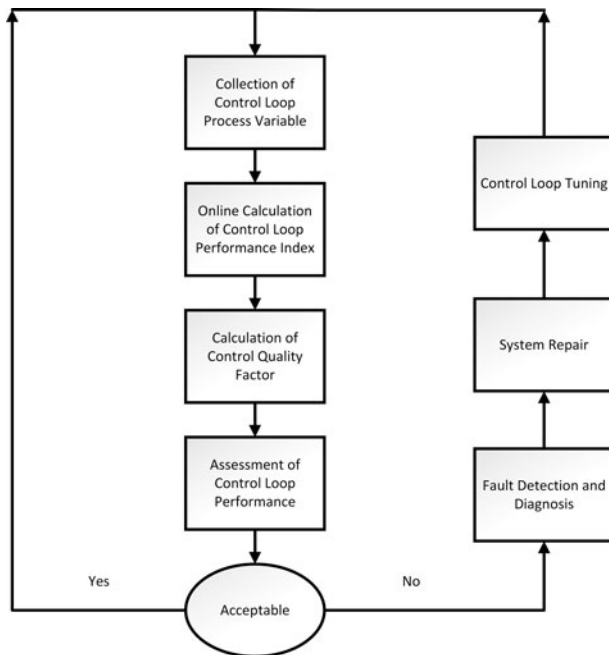 Collection of
Control Loop
Process Variable
Online Calculation
of Control Loop
Performance Index
Calculation of
Control Quality
Factor
Assessment of
Control Loop
Performance
Acceptable
Yes
No
Fault Detection and
Diagnosis
System Repair
Control Loop Tuning